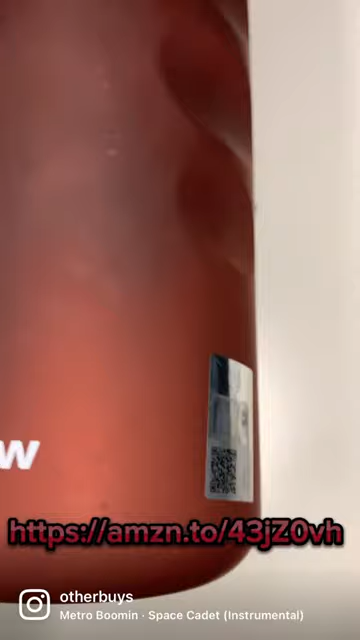 w
https://amzn.to/43jZ0vh
otherbuys
Metro Boomin · Space Cadet (Instrumental)